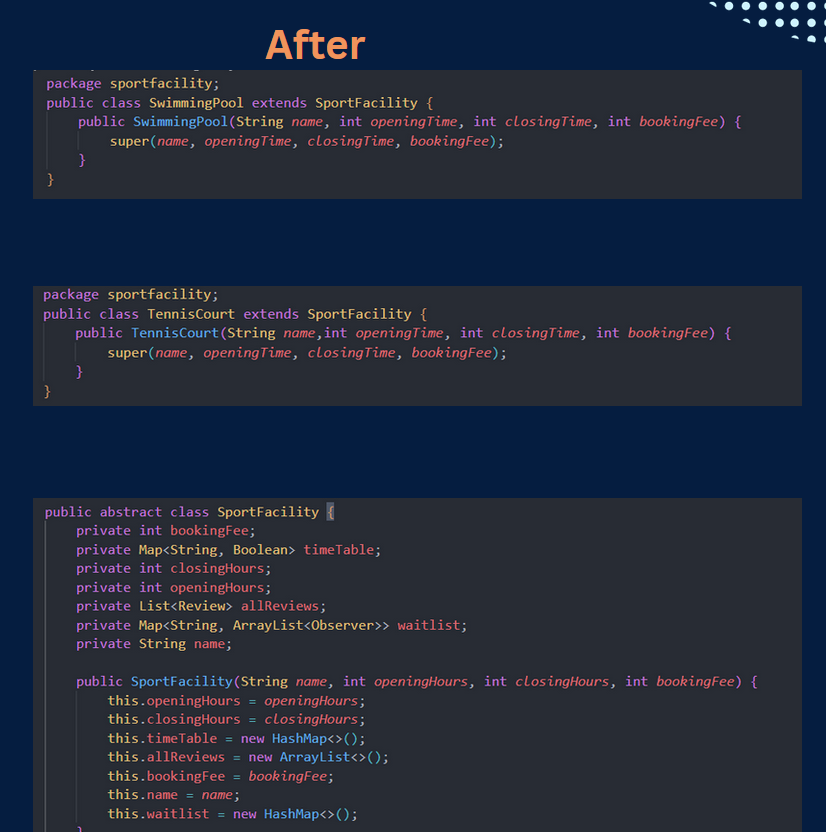 After
package sportfacility;
public class SwimmingPool extends SportFacility {
public SwimmingPool(String name, int openingTime, int closingTime, int bookingFee) {
super(name, openingTime, closingTime, bookingFee);
}
}
package sportfacility;
public class TennisCourt extends SportFacility {
public TennisCourt(String name,int openingTime, int closingTime, int bookingFee) {
super(name, openingTime, closingTime, bookingFee);
}
}
public abstract class SportFacility {
private int bookingFee;
private Map<String, Boolean> timeTable;
private int closingHours;
private int openingHours;
private List<Review> allReviews;
private Map<String, ArrayList<Observer>> waitlist;
private String name;
public SportFacility(String name, int openingHours, int closingHours, int bookingFee) {
this.openingHours = openingHours;
this.closingHours = closingHours;
this.timeTable = new HashMap<>();
this.allReviews = new ArrayList<>();
this.bookingFee = bookingFee;
this.name = name;
this.waitlist = new HashMap<>();
}